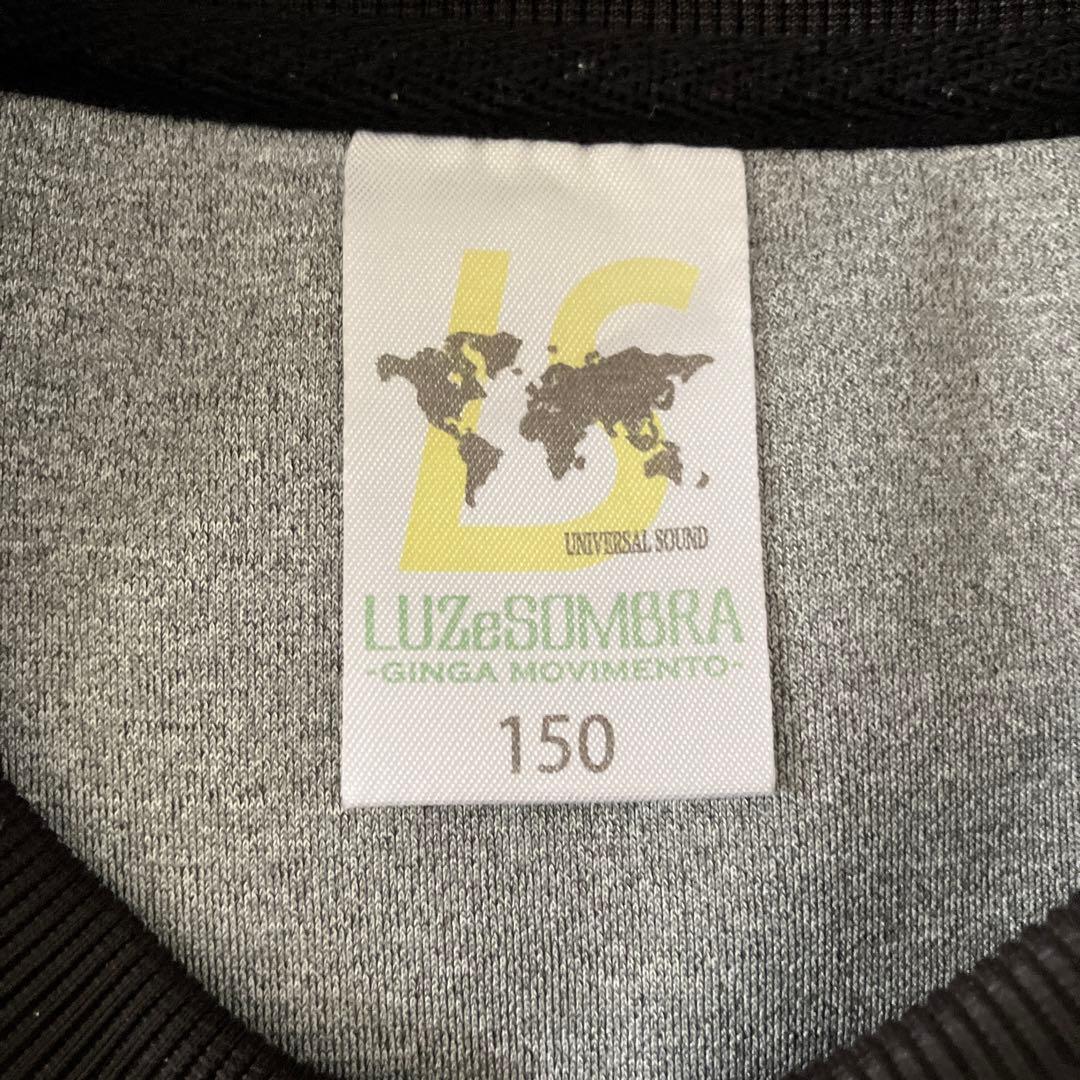 LS
UNIVERSAL SOUND
LUZeSOMBRA
-GINGA MOVIMENTO-
150